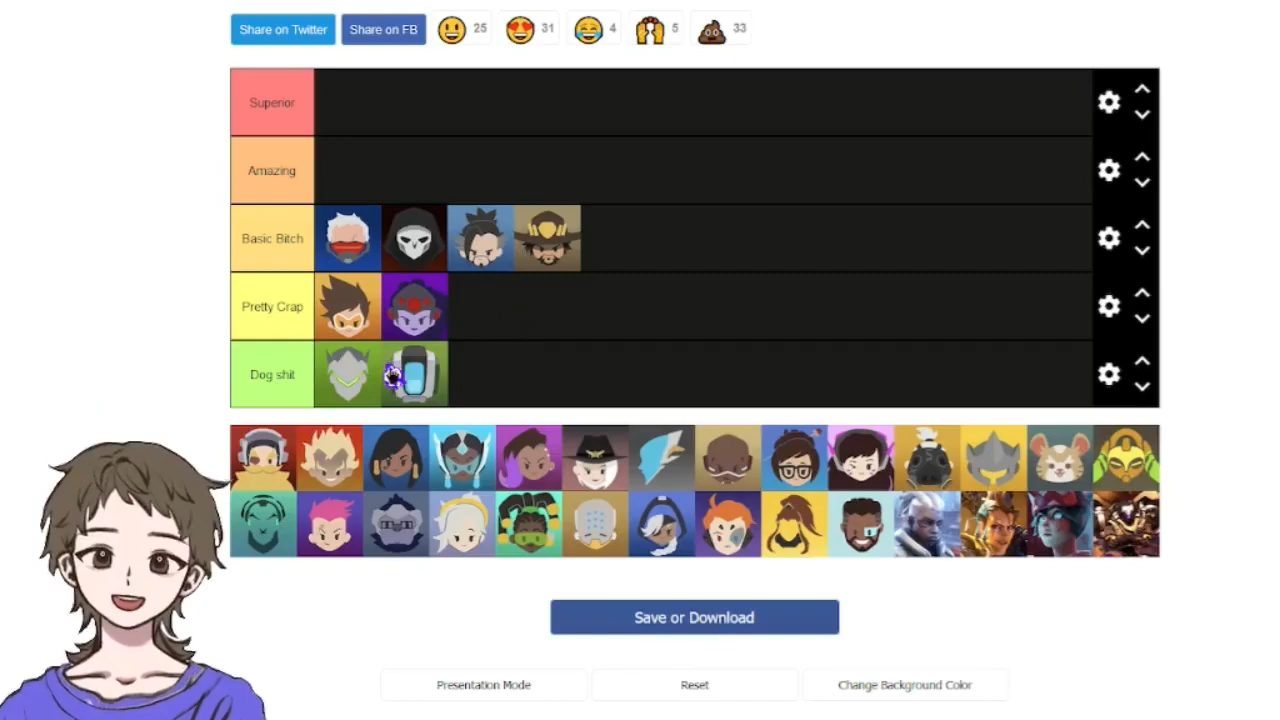 Share on Twitter
Share on FB
25
31
4
5
33
Superior
Amazing
Basic Bitch
Pretty Crap
Dog shit
Save or Download
Presentation Mode
Reset
Change Background Color